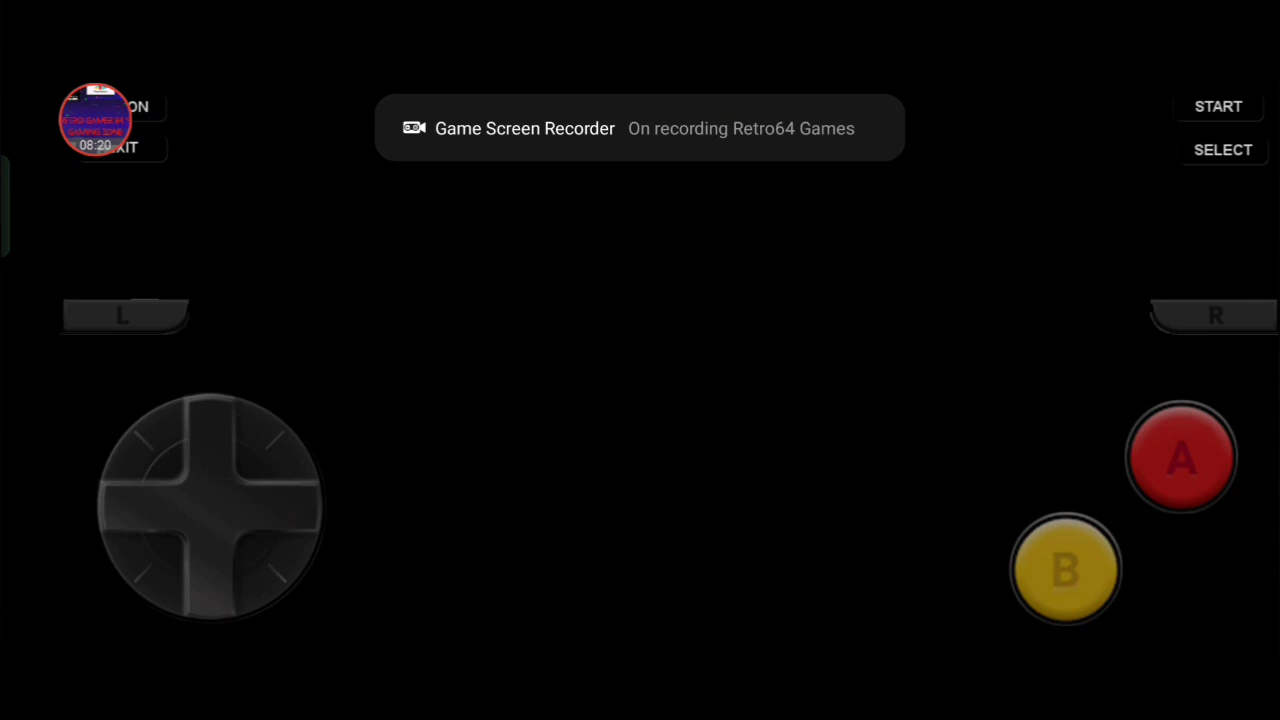 ON
Game Screen Recorder On recording Retro64 Games
START
08:20
XIT
SELECT
L
R
A
B